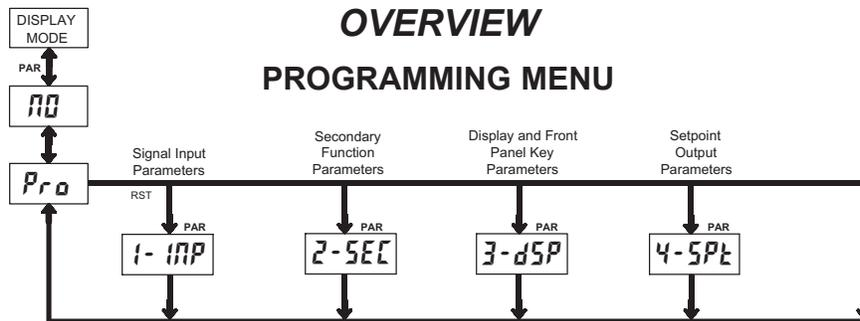 DISPLAY
MODE
OVERVIEW
PAR
PROGRAMMING MENU
NO
Signal Input
Parameters
Secondary
Function
Parameters
Display and Front
Panel Key
Parameters
Setpoint
Output
Parameters
Pro
RST
PAR
PAR
PAR
PAR
1-INP
2-SEC
3-dSP
4-SPt